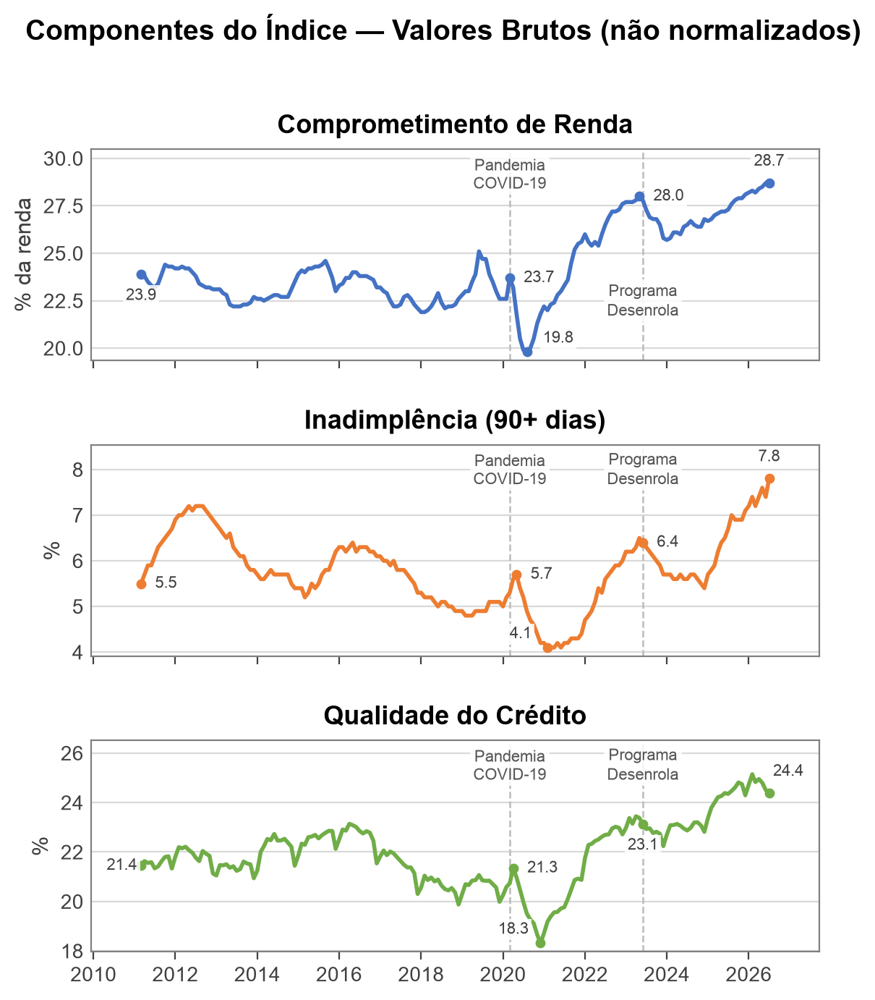 Componentes do Índice — Valores Brutos (não normalizados)
Comprometimento de Renda
% da renda
30.0
27.5
25.0
22.5
20.0
Pandemia
COVID-19
Programa
Desenrola
23.9
23.7
19.8
28.0
28.7
Inadimplência (90+ dias)
%
8
7
6
5
4
Pandemia
COVID-19
Programa
Desenrola
5.5
5.7
4.1
6.4
7.8
Qualidade do Crédito
%
26
24
22
20
18
Pandemia
COVID-19
Programa
Desenrola
21.4
21.3
18.3
23.1
24.4
2010 2012 2014 2016 2018 2020 2022 2024 2026